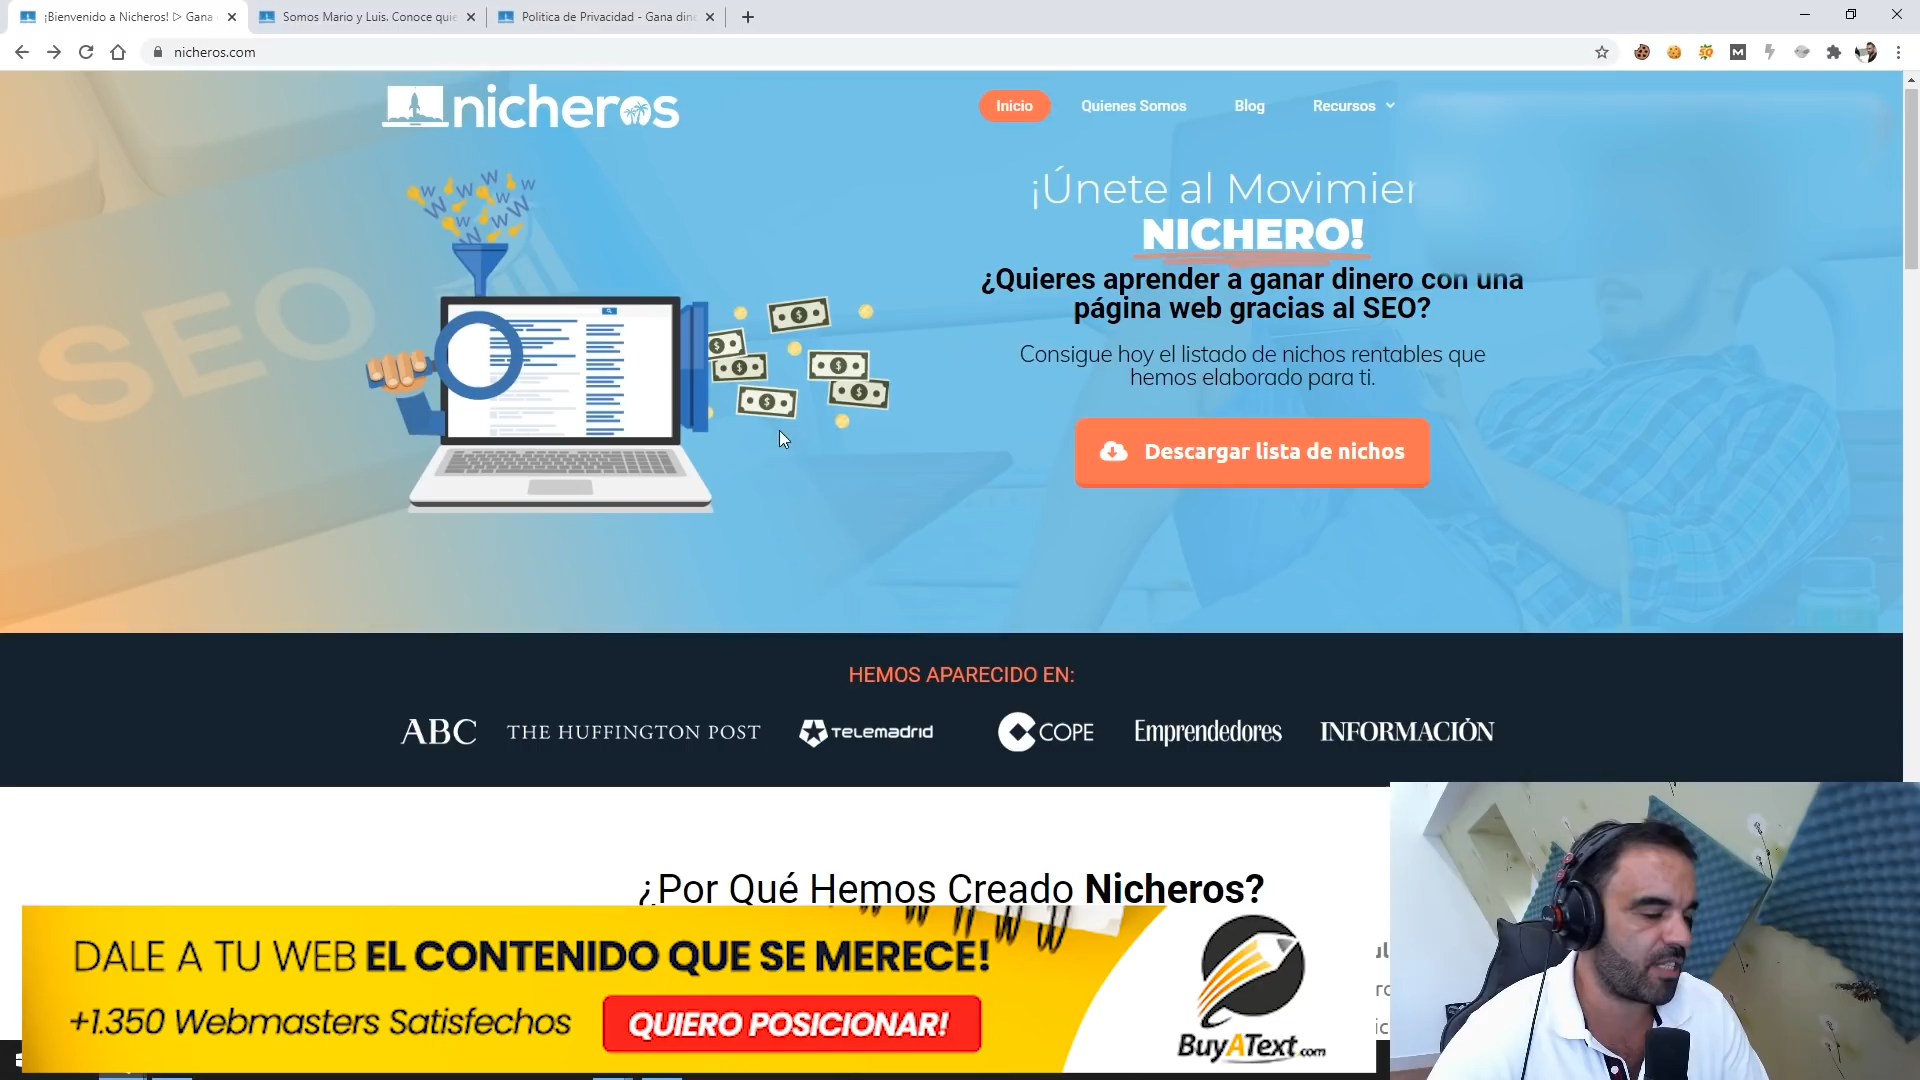 ¡Bienvenido a Nicheros! ▷ Gana
Somos Mario y Luis. Conoce quie
Política de Privacidad - Gana dine
nicheros.com
nicheros
Inicio
Quienes Somos
Blog
Recursos
¡Únete al Movimier
NICHERO!
¿Quieres aprender a ganar dinero con una
página web gracias al SEO?
Consigue hoy el listado de nichos rentables que
hemos elaborado para ti.
Descargar lista de nichos
SEO
HEMOS APARECIDO EN:
ABC
THE HUFFINGTON POST
TELEMADRID
COPE
Emprendedores
INFORMACIÓN
¿Por Qué Hemos Creado Nicheros?
DALE A TU WEB EL CONTENIDO QUE SE MERECE!
+1.350 Webmasters Satisfechos
QUIERO POSICIONAR!
BuyAText.com